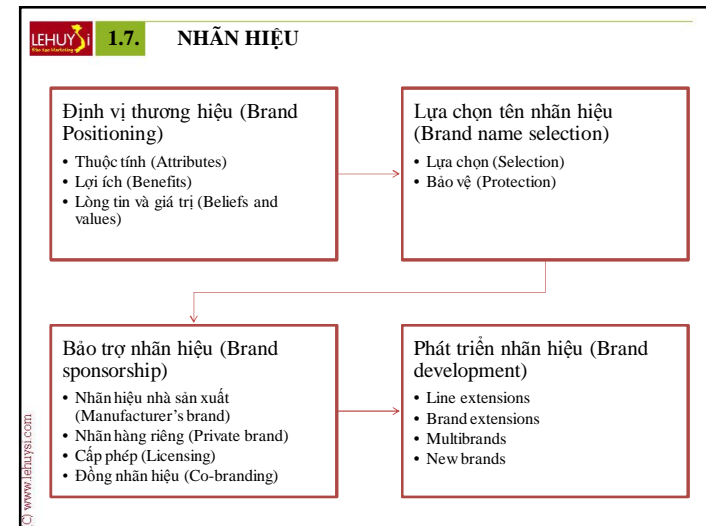 LEHUYSi
Đào tạo Marketing
1.7.
NHÃN HIỆU
Định vị thương hiệu (Brand
Positioning)
• Thuộc tính (Attributes)
• Lợi ích (Benefits)
• Lòng tin và giá trị (Beliefs and
values)
Lựa chọn tên nhãn hiệu
(Brand name selection)
• Lựa chọn (Selection)
• Bảo vệ (Protection)
Bảo trợ nhãn hiệu (Brand
sponsorship)
• Nhãn hiệu nhà sản xuất
(Manufacturer's brand)
• Nhãn hàng riêng (Private brand)
• Cấp phép (Licensing)
• Đồng nhãn hiệu (Co-branding)
Phát triển nhãn hiệu (Brand
development)
• Line extensions
• Brand extensions
• Multibrands
• New brands
(C) www.lehuysi.com